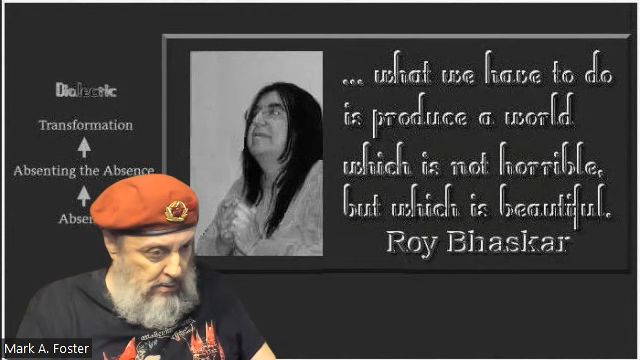 Dialectic
Transformation
Absenting the Absence
... what we have to do
is produce a world
which is not horrible,
but which is beautiful.
Roy Bhaskar
Mark A. Foster